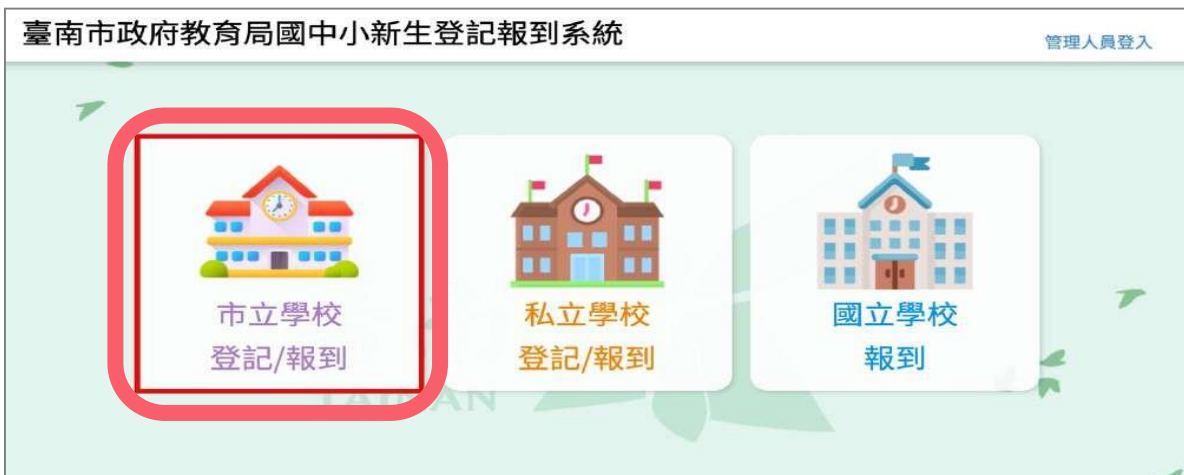 臺南市政府教育局國中小新生登記報到系統
管理人員登入
市立學校
登記/報到
私立學校
登記/報到
國立學校
報到
TAINAN